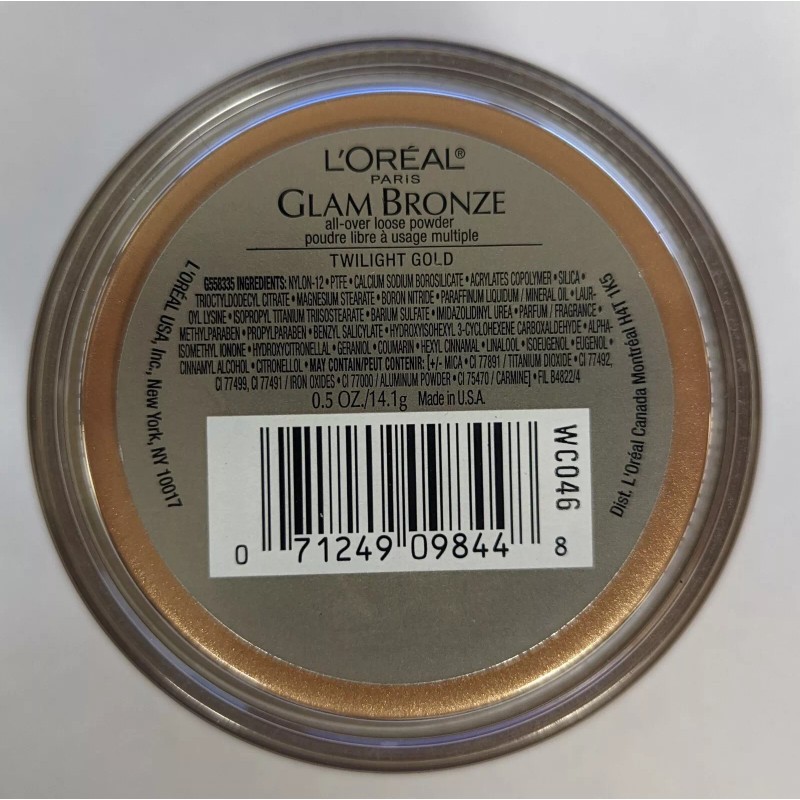 L'ORÉAL®
PARIS
GLAM BRONZE
all-over loose powder
poudre libre à usage multiple
TWILIGHT GOLD
G558335 INGREDIENTS: NYLON-12 • PTFE • CALCIUM SODIUM BOROSILICATE • ACRYLATES COPOLYMER • SILICA •
TRIOCTYLDODECYL CITRATE • MAGNESIUM STEARATE • BORON NITRIDE • PARAFFINUM LIQUIDUM / MINERAL OIL • LAUR-
OYL LYSINE • ISOPROPYL TITANIUM TRIISOSTEARATE • BARIUM SULFATE • IMIDAZOLIDINYL UREA • PARFUM / FRAGRANCE •
METHYLPARABEN • PROPYLPARABEN • BENZYL SALICYLATE • HYDROXYISOHEXYL 3-CYCLOHEXENE CARBOXALDEHYDE • ALPHA-
ISOMETHYL IONONE • HYDROXYCITRONELLAL • GERANIOL • COUMARIN • HEXYL CINNAMAL • LINALOOL • ISOEUGENOL • EUGENOL •
CINNAMYL ALCOHOL • CITRONELLOL • MAY CONTAIN/PEUT CONTENIR: [+/- MICA • CI 77891 / TITANIUM DIOXIDE • CI 77492,
CI 77499, CI 77491 / IRON OXIDES • CI 77000 / ALUMINUM POWDER • CI 75470 / CARMINE] • FIL B4822/4
0.5 OZ./14.1g Made in U.S.A.
L'ORÉAL USA, Inc., New York, NY 10017
Dist. L'Oréal Canada Montréal H4T 1K5
WC046
0 71249 09844 8